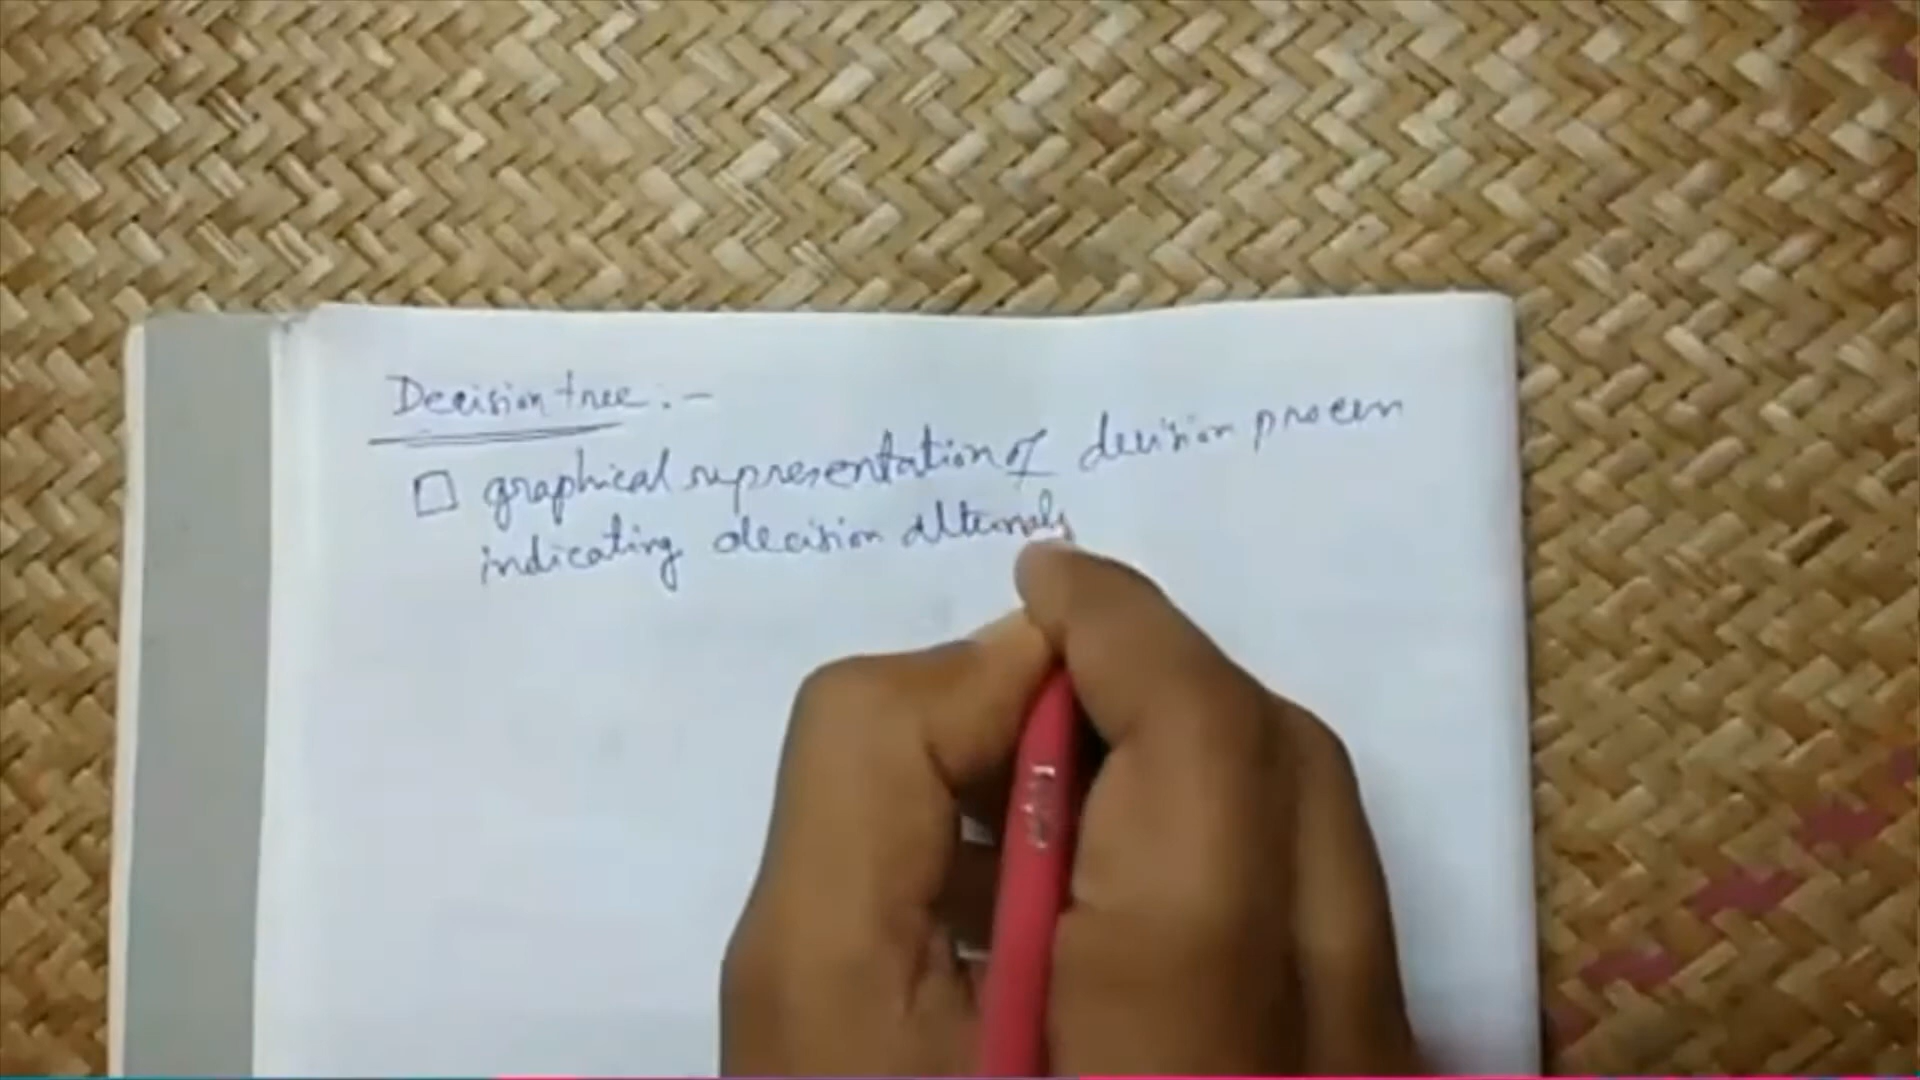 Decision tree :-
□ graphical representation of decision process
indicating decision